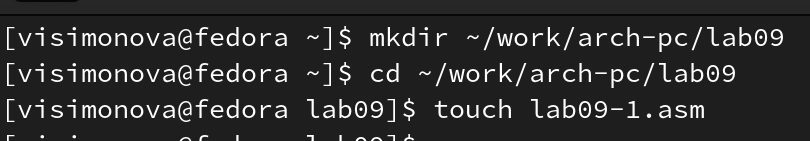 [visimonova@fedora ~]$ mkdir ~/work/arch-pc/lab09
[visimonova@fedora ~]$ cd ~/work/arch-pc/lab09
[visimonova@fedora lab09]$ touch lab09-1.asm